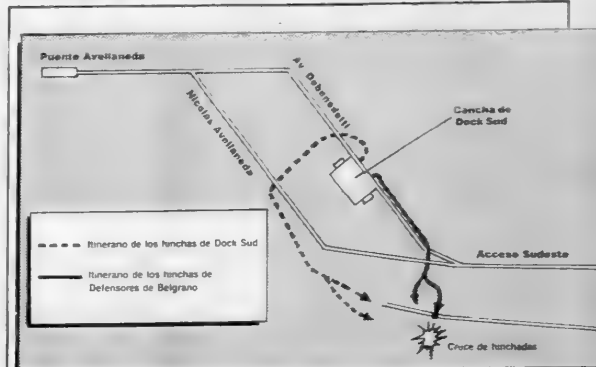 Puente Avellaneda
Av. Debenedetti
Nicolás Avellaneda
Cancha de
Dock Sud
Itinerario de los hinchas de Dock Sud
Itinerario de los hinchas de
Defensores de Belgrano
Acceso Sudeste
Cruce de hinchadas